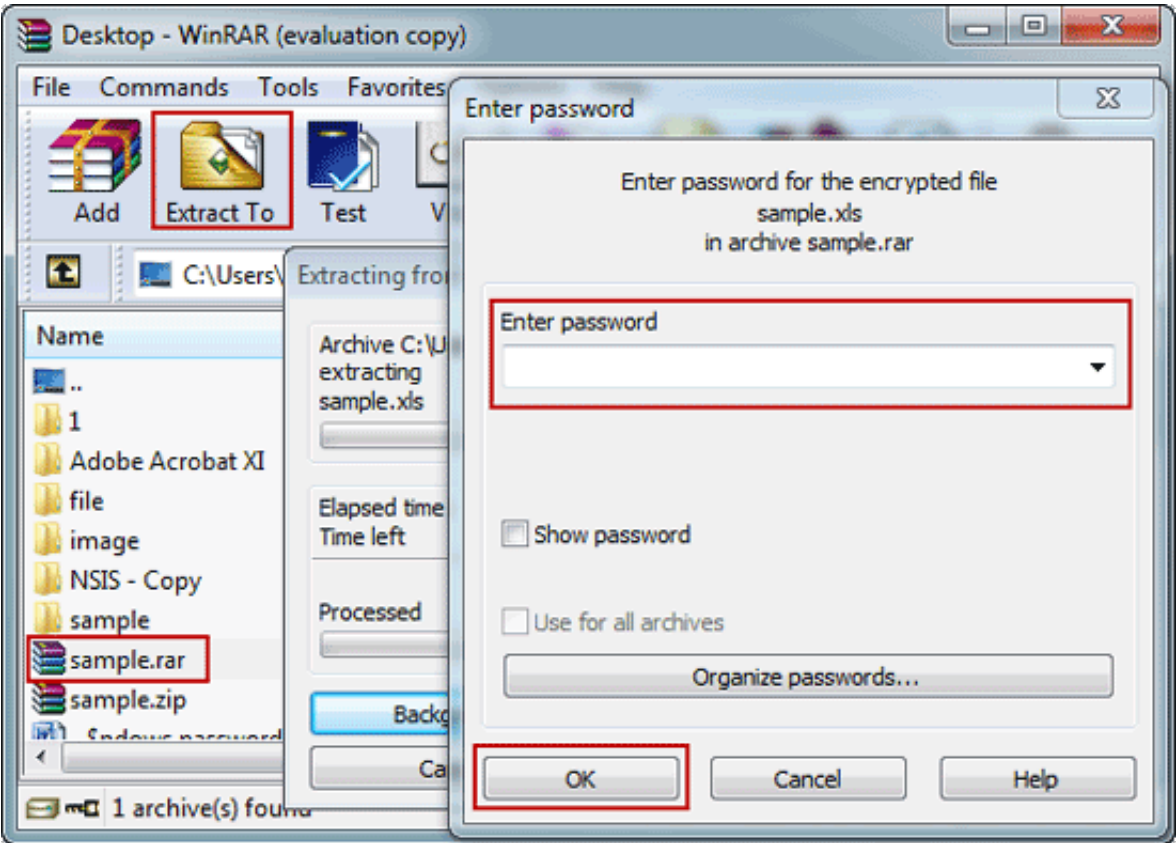 Desktop - WinRAR (evaluation copy)
File Commands Tools Favorites
Add Extract To Test
C:\Users\
Name
..
1
Adobe Acrobat XI
file
image
NSIS - Copy
sample
sample.rar
sample.zip
1 archive(s) found
Extracting from
Archive C:\U
extracting
sample.xls
Elapsed time
Time left
Processed
Enter password
Enter password for the encrypted file
sample.xls
in archive sample.rar
Enter password
Show password
Use for all archives
Organize passwords...
OK Cancel Help